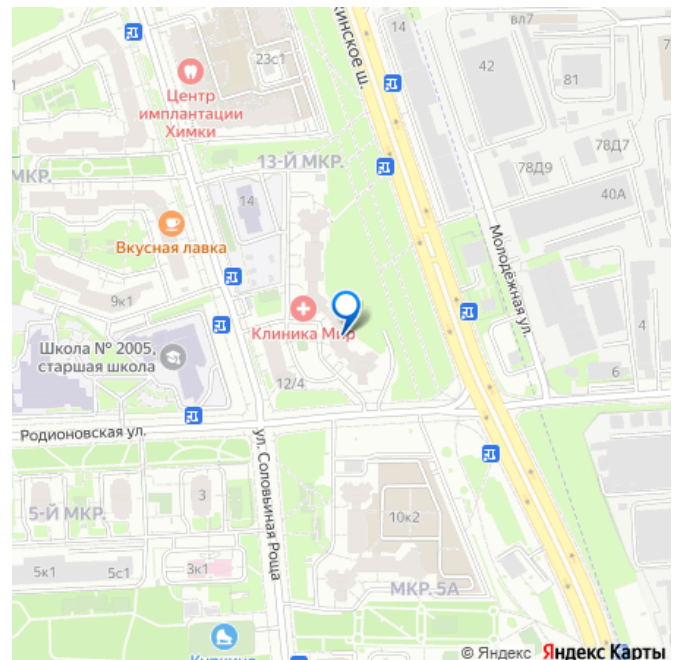 14
вл7
кинское ш.
23с1
42
81
Центр
имплантации
Химки
78Д7
13-Й МКР.
78Д9
МКР.
40А
14
Молодёжная ул.
Вкусная лавка
9к1
4
Клиника Мир
Школа № 2005,
старшая школа
6
12/4
Родионовская ул.
ул. Соловьиная Роща
3
5-Й МКР.
10к2
3к1
5к1
5с1
МКР. 5А
© Яндекс Яндекс Карты